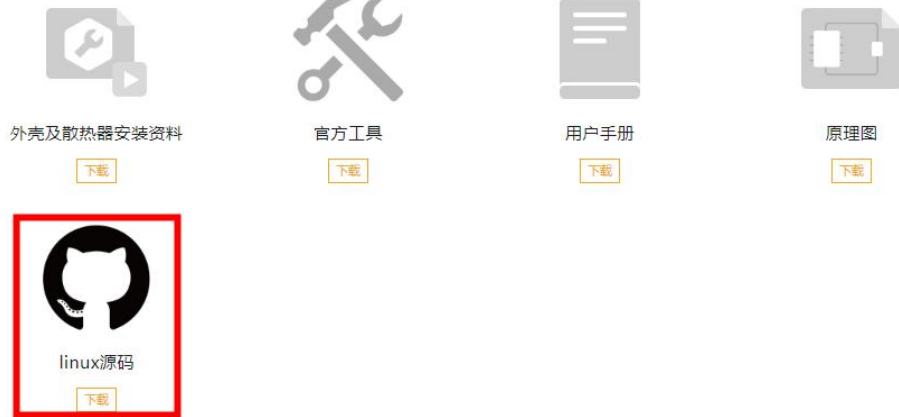 外壳及散热器安装资料
官方工具
用户手册
原理图
下载
下载
下载
下载
linux源码
下载